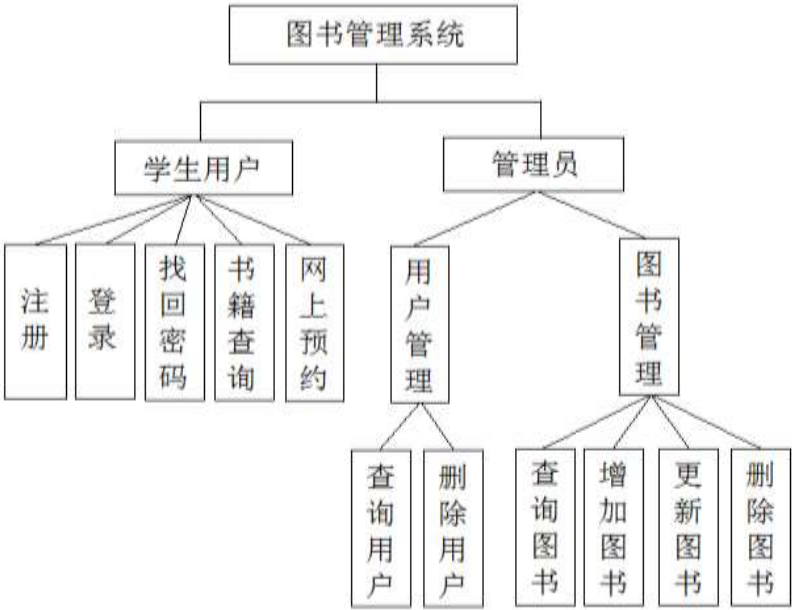 图书管理系统
学生用户
管理员
注册
登录
找回密码
书籍查询
网上预约
用户管理
图书管理
查询用户
删除用户
查询图书
增加图书
更新图书
删除图书